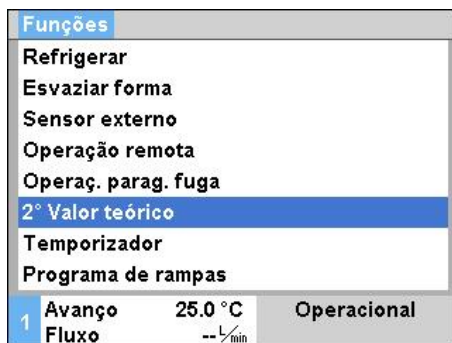 Funções
Refrigerar
Esvaziar forma
Sensor externo
Operação remota
Operaç. parag. fuga
2° Valor teórico
Temporizador
Programa de rampas
1 Avanço 25.0 °C Operacional
Fluxo -- L/min